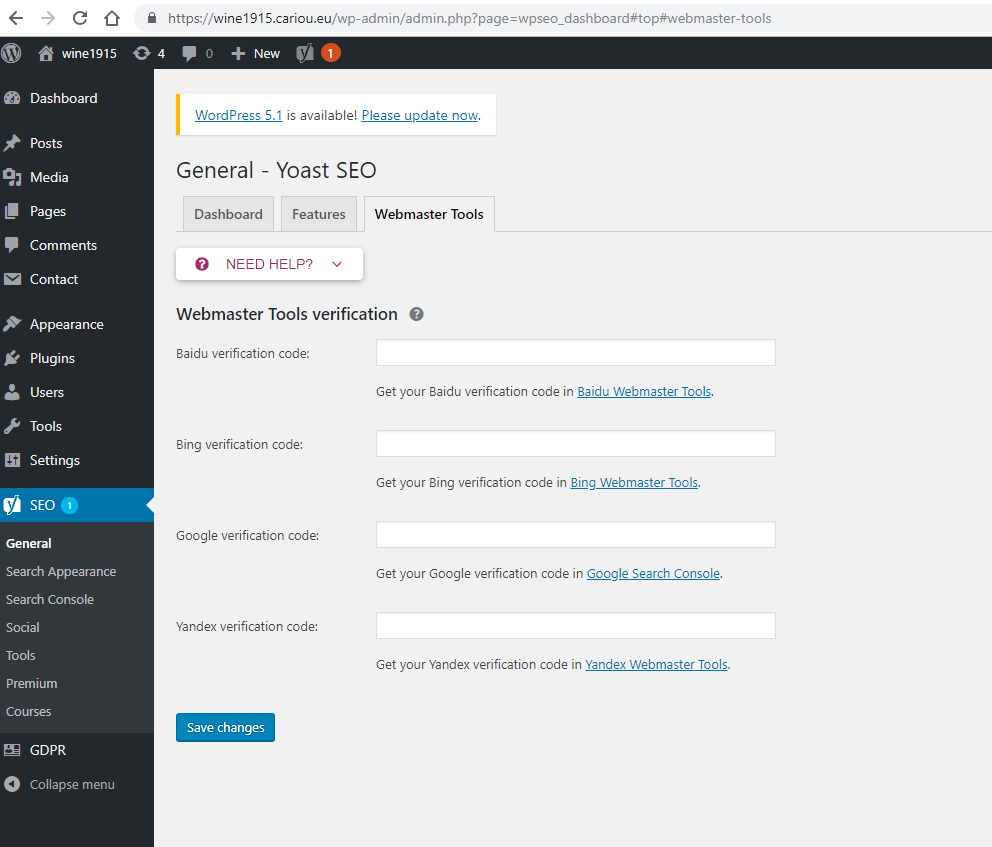 https://wine1915.cariou.eu/wp-admin/admin.php?page=wpseo_dashboard#top#webmaster-tools
wine1915 4 0 New 1
Dashboard
Posts
Media
Pages
Comments
Contact
Appearance
Plugins
Users
Tools
Settings
SEO 1
General
Search Appearance
Search Console
Social
Tools
Premium
Courses
GDPR
Collapse menu
WordPress 5.1 is available! Please update now.
General - Yoast SEO
Dashboard Features Webmaster Tools
? NEED HELP?
Webmaster Tools verification ?
Baidu verification code:
Get your Baidu verification code in Baidu Webmaster Tools.
Bing verification code:
Get your Bing verification code in Bing Webmaster Tools.
Google verification code:
Get your Google verification code in Google Search Console.
Yandex verification code:
Get your Yandex verification code in Yandex Webmaster Tools.
Save changes